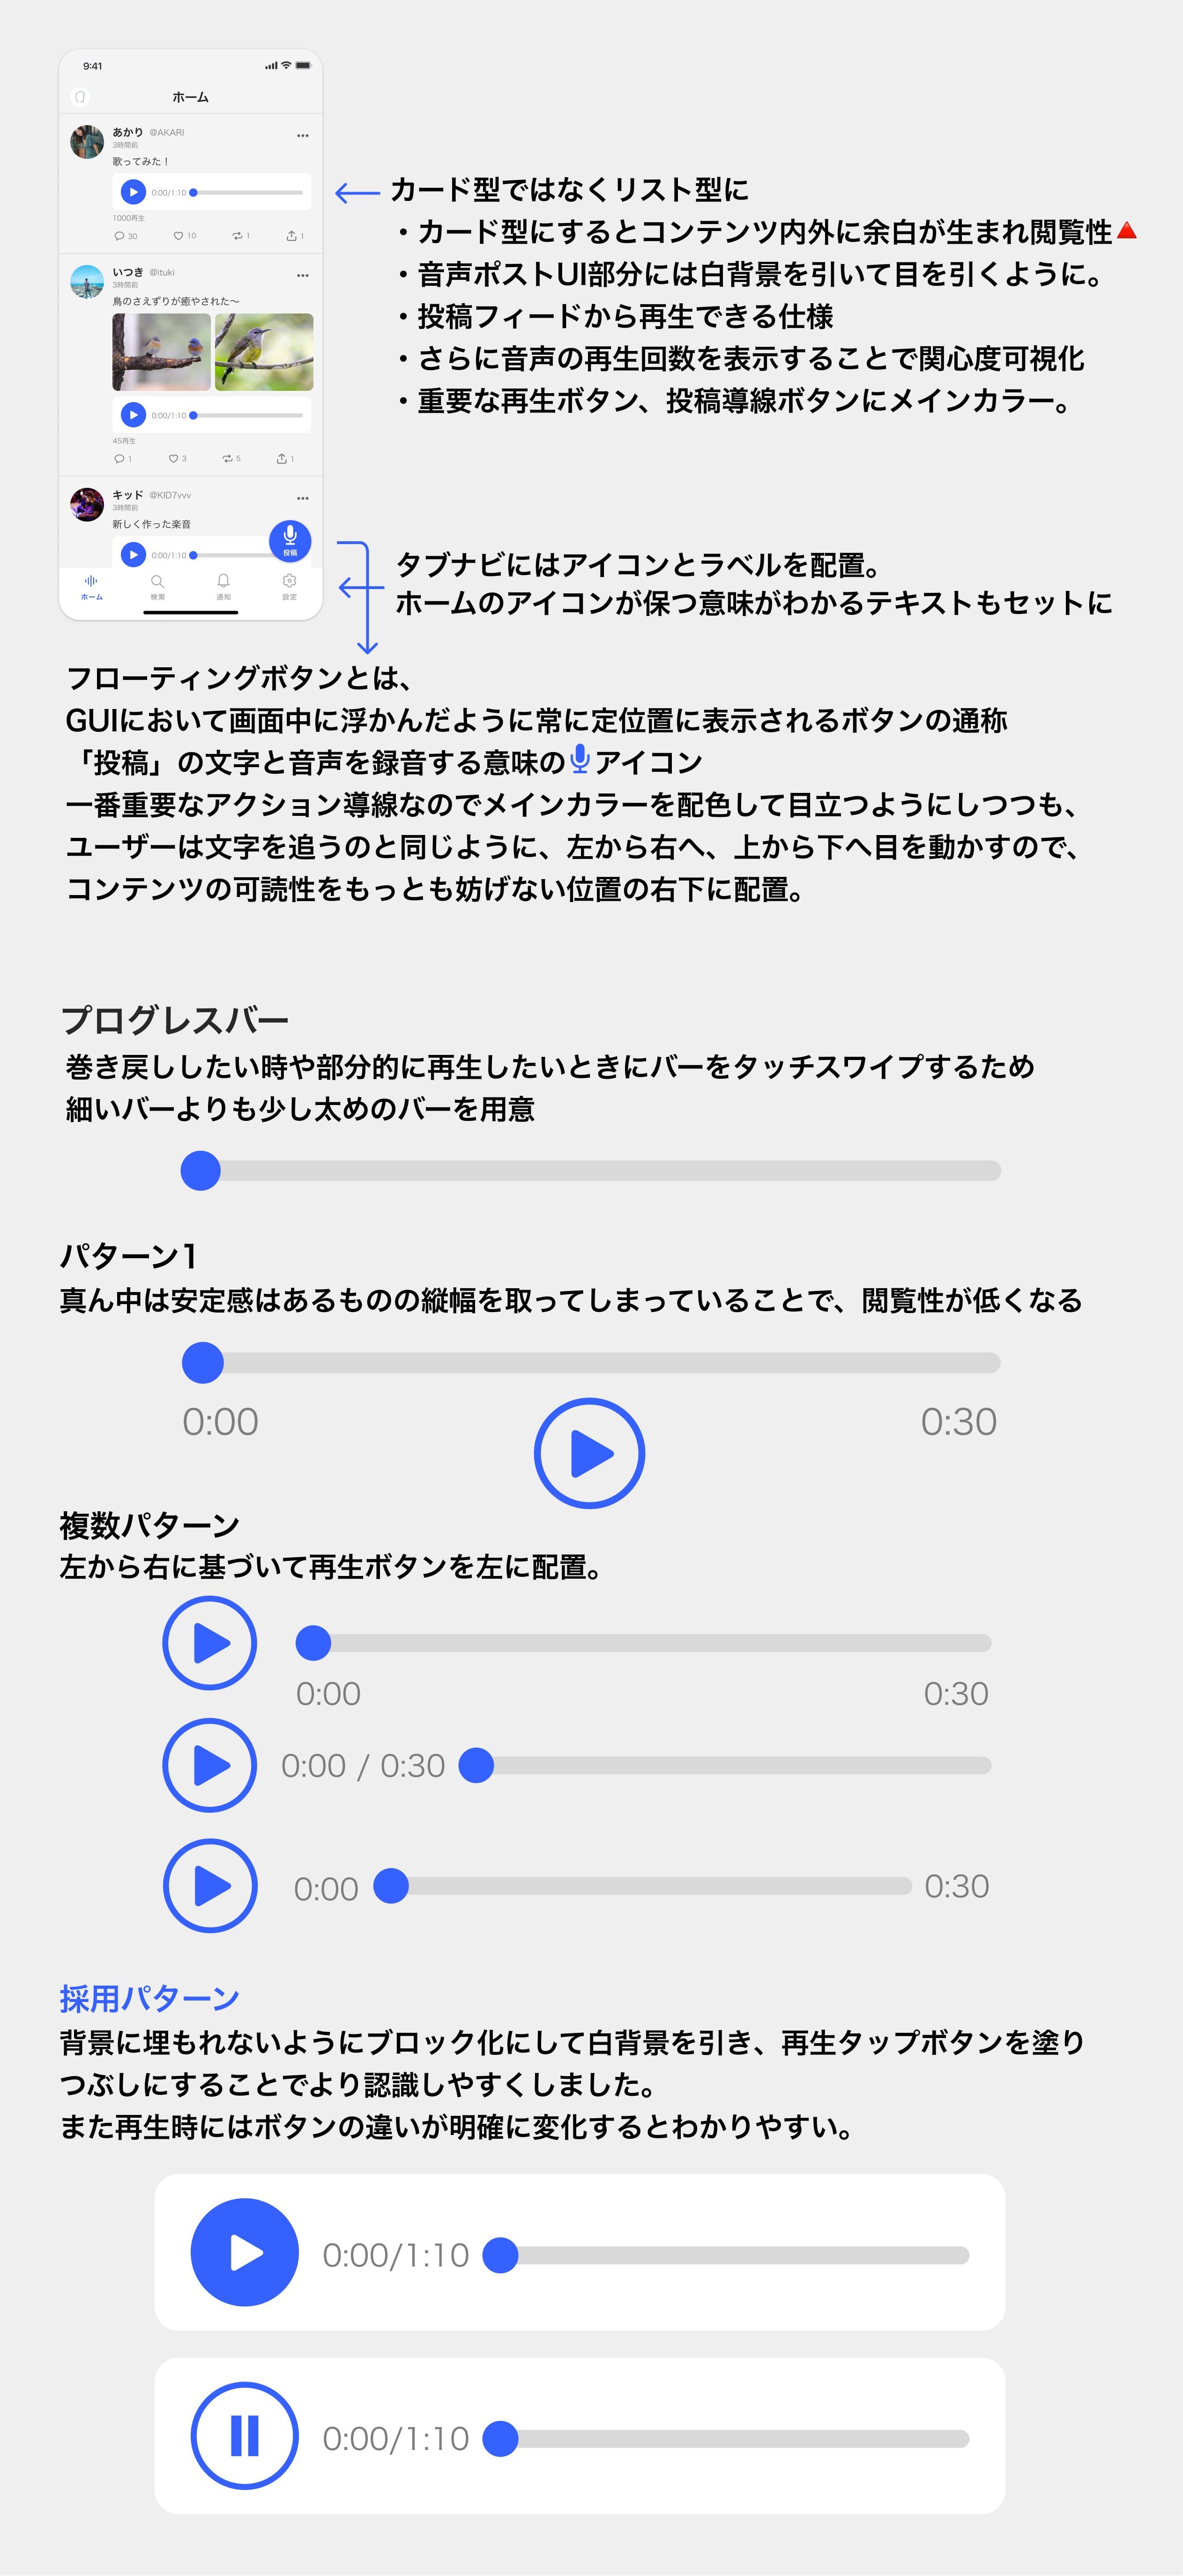 9:41
ホーム
あかり @AKARI
3時間前
歌ってみた！
0:00/1:10
1000再生
30 10 1 1
いつき @ituki
3時間前
鳥のさえずりが癒やされた〜
0:00/1:10
45再生
1 3 5 1
キッド @KID7vvv
3時間前
新しく作った楽音
0:00/1:10
投稿
ホーム 検索 通知 設定
カード型ではなくリスト型に
・カード型にするとコンテンツ内外に余白が生まれ閲覧性🔺
・音声ポストUI部分には白背景を引いて目を引くように。
・投稿フィードから再生できる仕様
・さらに音声の再生回数を表示することで関心度可視化
・重要な再生ボタン、投稿導線ボタンにメインカラー。
タブナビにはアイコンとラベルを配置。
ホームのアイコンが保つ意味がわかるテキストもセットに
フローティングボタンとは、
GUIにおいて画面中に浮かんだように常に定位置に表示されるボタンの通称
「投稿」の文字と音声を録音する意味のアイコン
一番重要なアクション導線なのでメインカラーを配色して目立つようにしつつも、
ユーザーは文字を追うのと同じように、左から右へ、上から下へ目を動かすので、
コンテンツの可読性をもっとも妨げない位置の右下に配置。
プログレスバー
巻き戻ししたい時や部分的に再生したいときにバーをタッチスワイプするため
細いバーよりも少し太めのバーを用意
パターン1
真ん中は安定感はあるものの縦幅を取ってしまっていることで、閲覧性が低くなる
0:00 0:30
複数パターン
左から右に基づいて再生ボタンを左に配置。
0:00 0:30
0:00 / 0:30
0:00 0:30
採用パターン
背景に埋もれないようにブロック化にして白背景を引き、再生タップボタンを塗り
つぶしにすることでより認識しやすくしました。
また再生時にはボタンの違いが明確に変化するとわかりやすい。
0:00/1:10
0:00/1:10